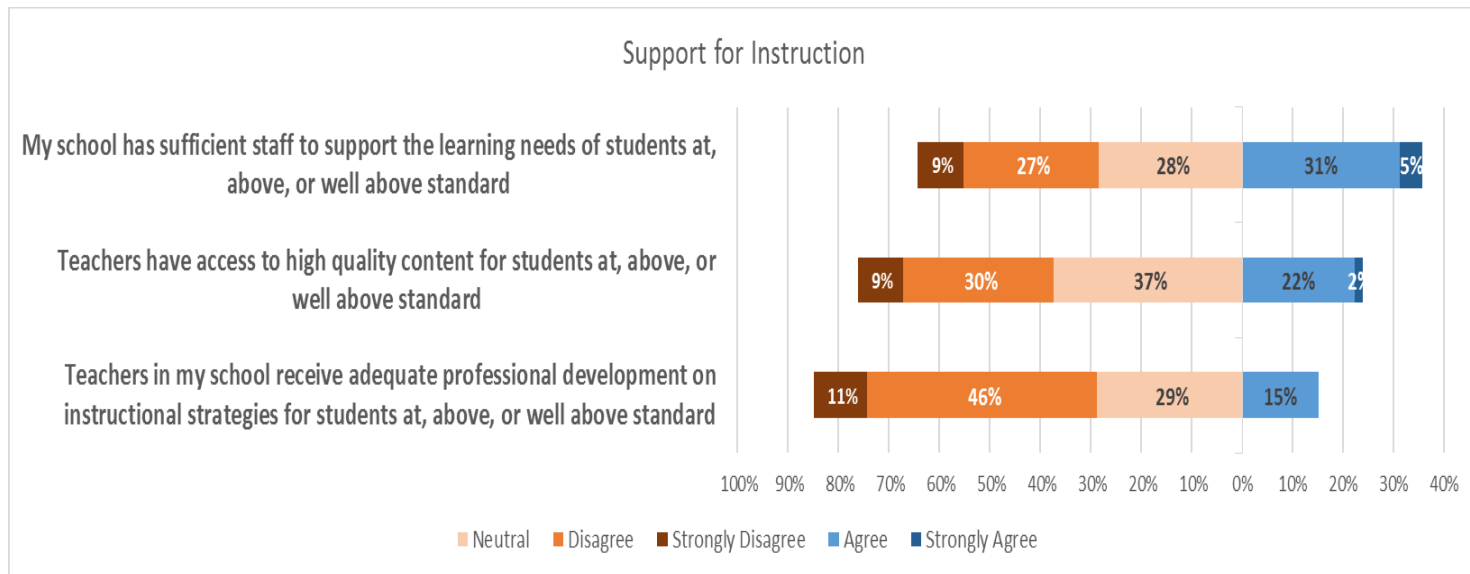 Support for Instruction
My school has sufficient staff to support the learning needs of students at,
above, or well above standard
9% 27% 28% 31% 5%
Teachers have access to high quality content for students at, above, or
well above standard
9% 30% 37% 22% 2%
Teachers in my school receive adequate professional development on
instructional strategies for students at, above, or well above standard
11% 46% 29% 15%
100% 90% 80% 70% 60% 50% 40% 30% 20% 10% 0% 10% 20% 30% 40%
Neutral Disagree Strongly Disagree Agree Strongly Agree